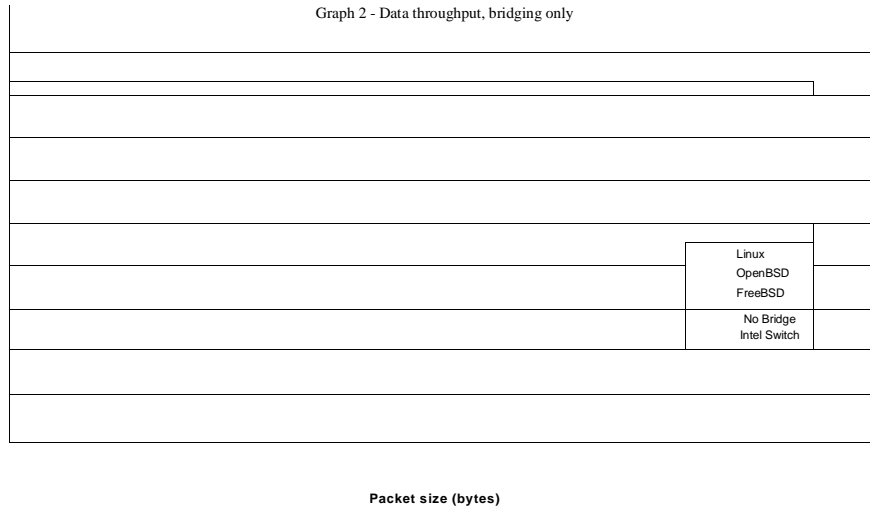 Graph 2 - Data throughput, bridging only
Linux
OpenBSD
FreeBSD
No Bridge
Intel Switch
Packet size (bytes)